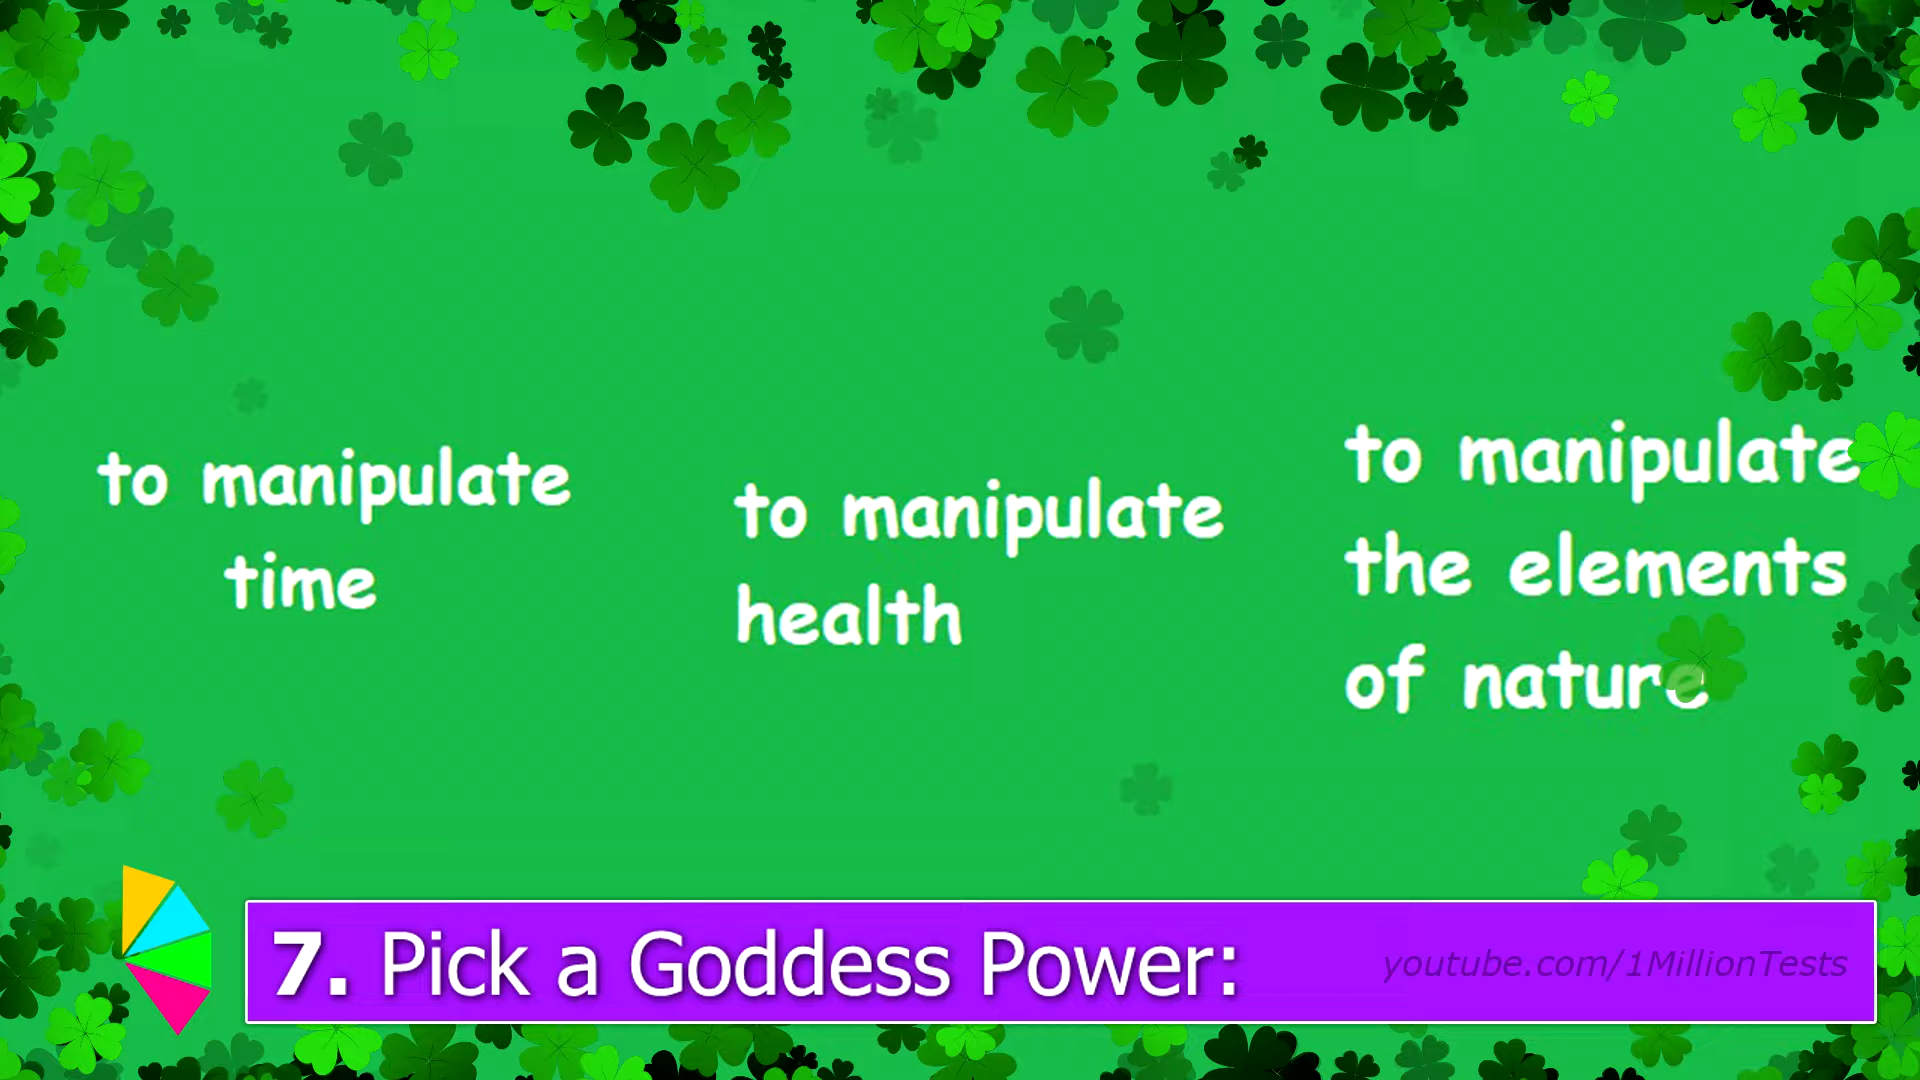 to manipulate
time
to manipulate
health
to manipulate
the elements
of nature
7. Pick a Goddess Power:
youtube.com/1MillionTests